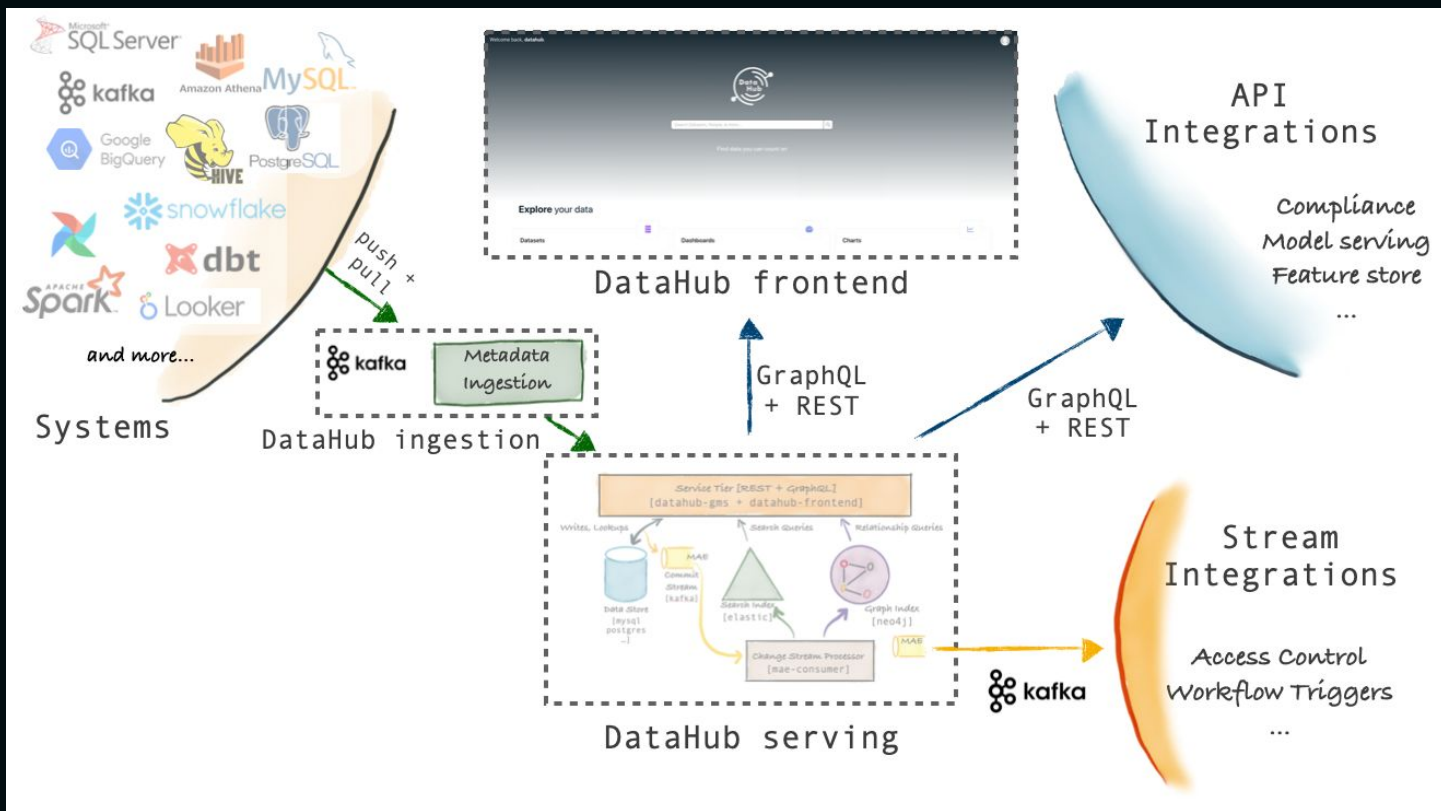 Microsoft
SQL Server
Amazon Athena
MySQL
kafka
Google
BigQuery
HIVE
PostgreSQL
snowflake
dbt
APACHE
Spark
Looker
and more...
Systems
push +
pull
kafka
Metadata
Ingestion
DataHub ingestion
Welcome back, datahub
Data
Hub
Find data you can count on
Explore your data
Datasets
Dashboards
Charts
DataHub frontend
GraphQL
+ REST
GraphQL
+ REST
API
Integrations
Compliance
Model serving
Feature store
...
Service Tier [REST + GraphQL]
[datahub-gms + datahub-frontend]
Writes, Lookups
Search Queries
Relationship Queries
MAE
Commit
Stream
[kafka]
Data Store
[mysql
postgres
...]
Search Index
[elastic]
Graph Index
[neo4j]
MAE
Change Stream Processor
[mae-consumer]
DataHub serving
kafka
Stream
Integrations
Access Control
Workflow Triggers
...